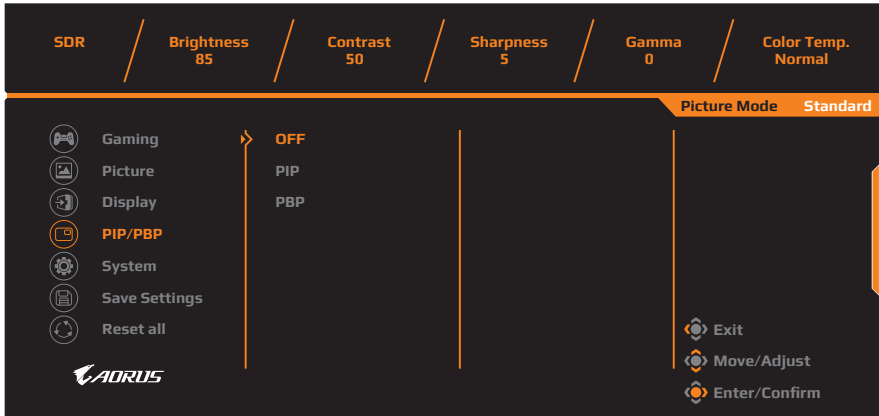 SDR
Brightness
85
Contrast
50
Sharpness
5
Gamma
0
Color Temp.
Normal
Picture Mode Standard
Gaming
OFF
Picture
PIP
Display
PBP
PIP/PBP
System
Save Settings
Reset all
Exit
Move/Adjust
Enter/Confirm
AORUS